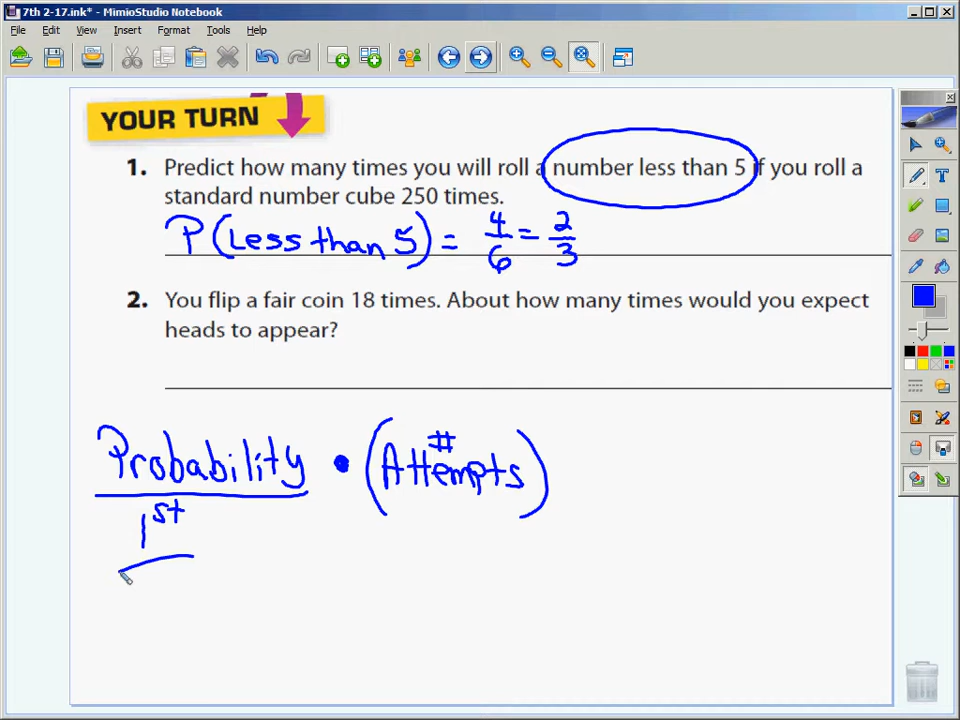 7th 2-17.ink* - MimioStudio Notebook
File Edit View Insert Format Tools Help
YOUR TURN
1. Predict how many times you will roll a number less than 5 if you roll a
standard number cube 250 times.
P(Less than 5) = 4/6 = 2/3
2. You flip a fair coin 18 times. About how many times would you expect
heads to appear?
Probability • (# Attempts)
1st